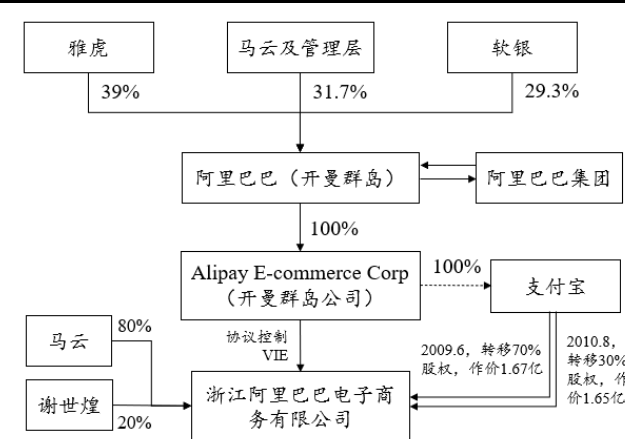 雅虎
马云及管理层
软银
39%
31.7%
29.3%
阿里巴巴（开曼群岛）
阿里巴巴集团
100%
Alipay E-commerce Corp
（开曼群岛公司）
100%
支付宝
马云
80%
协议控制
VIE
2009.6，转移70%
股权，作价1.67亿
2010.8，
转移30%
股权，作
价1.65亿
谢世煌
20%
浙江阿里巴巴电子商
务有限公司